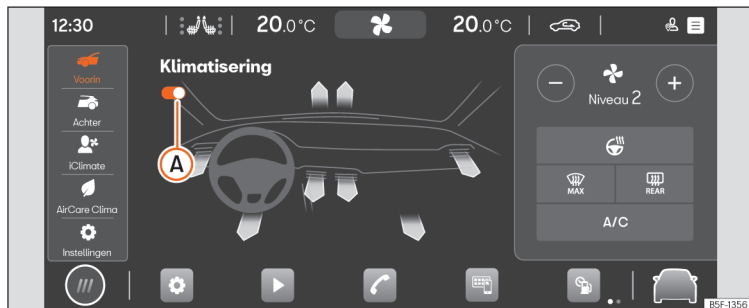 12:30
20.0°C
20.0°C
Voorin
Achter
iClimate
AirCare Clima
Instellingen
Klimatisering
A
Niveau 2
MAX
REAR
A/C
B5F-1356